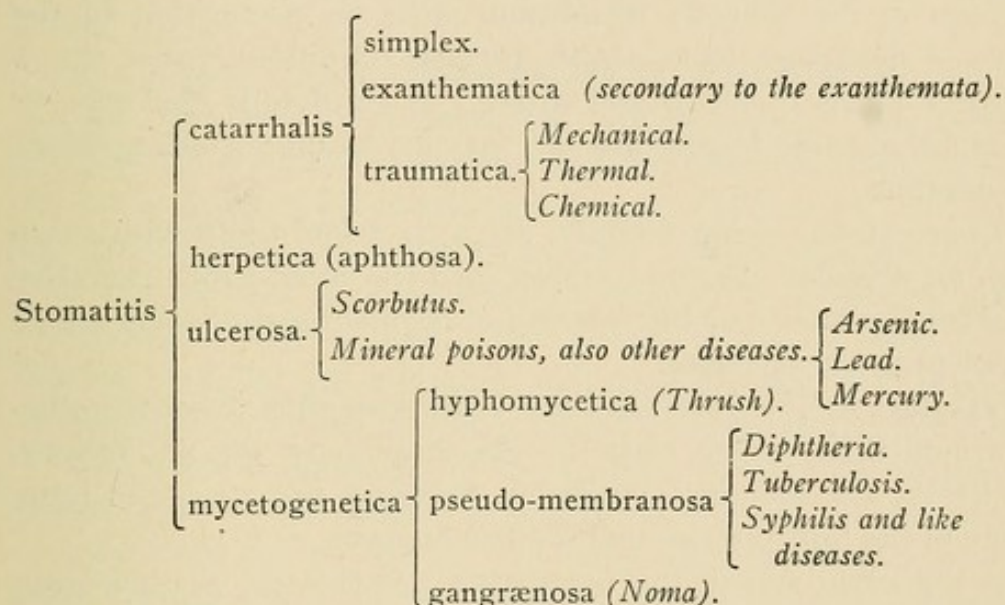 simplex.
exanthematica (secondary to the exanthemata).
catarrhalis
Mechanical.
traumatica.
Thermal.
Chemical.
herpetica (aphthosa).
Stomatitis
Scorbutus.
ulcerosa.
Mineral poisons, also other diseases.
Arsenic.
Lead.
Mercury.
hyphomycetica (Thrush).
Diphtheria.
Tuberculosis.
mycetogenetica
pseudo-membranosa
Syphilis and like
diseases.
gangrænosa (Noma).